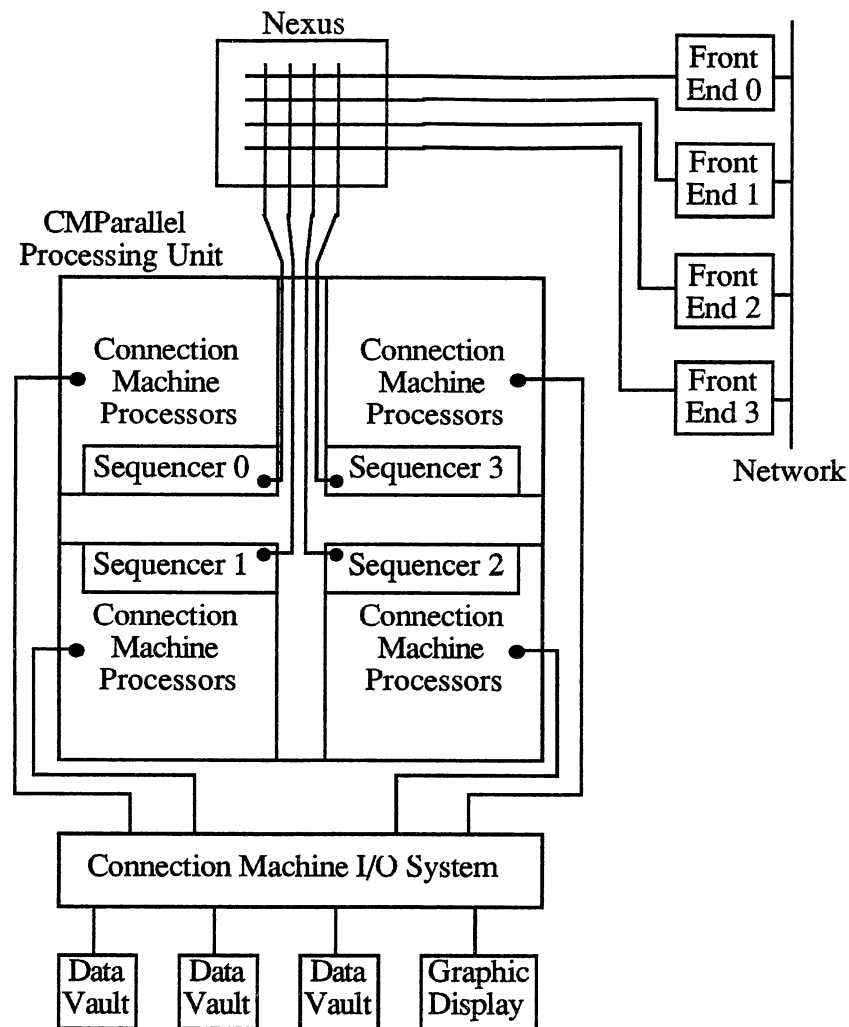 Nexus
Front
End 0
Front
End 1
Front
End 2
Front
End 3
Network
CMParallel
Processing Unit
Connection
Machine
Processors
Sequencer 0
Connection
Machine
Processors
Sequencer 3
Sequencer 1
Connection
Machine
Processors
Sequencer 2
Connection
Machine
Processors
Connection Machine I/O System
Data
Vault
Data
Vault
Data
Vault
Graphic
Display